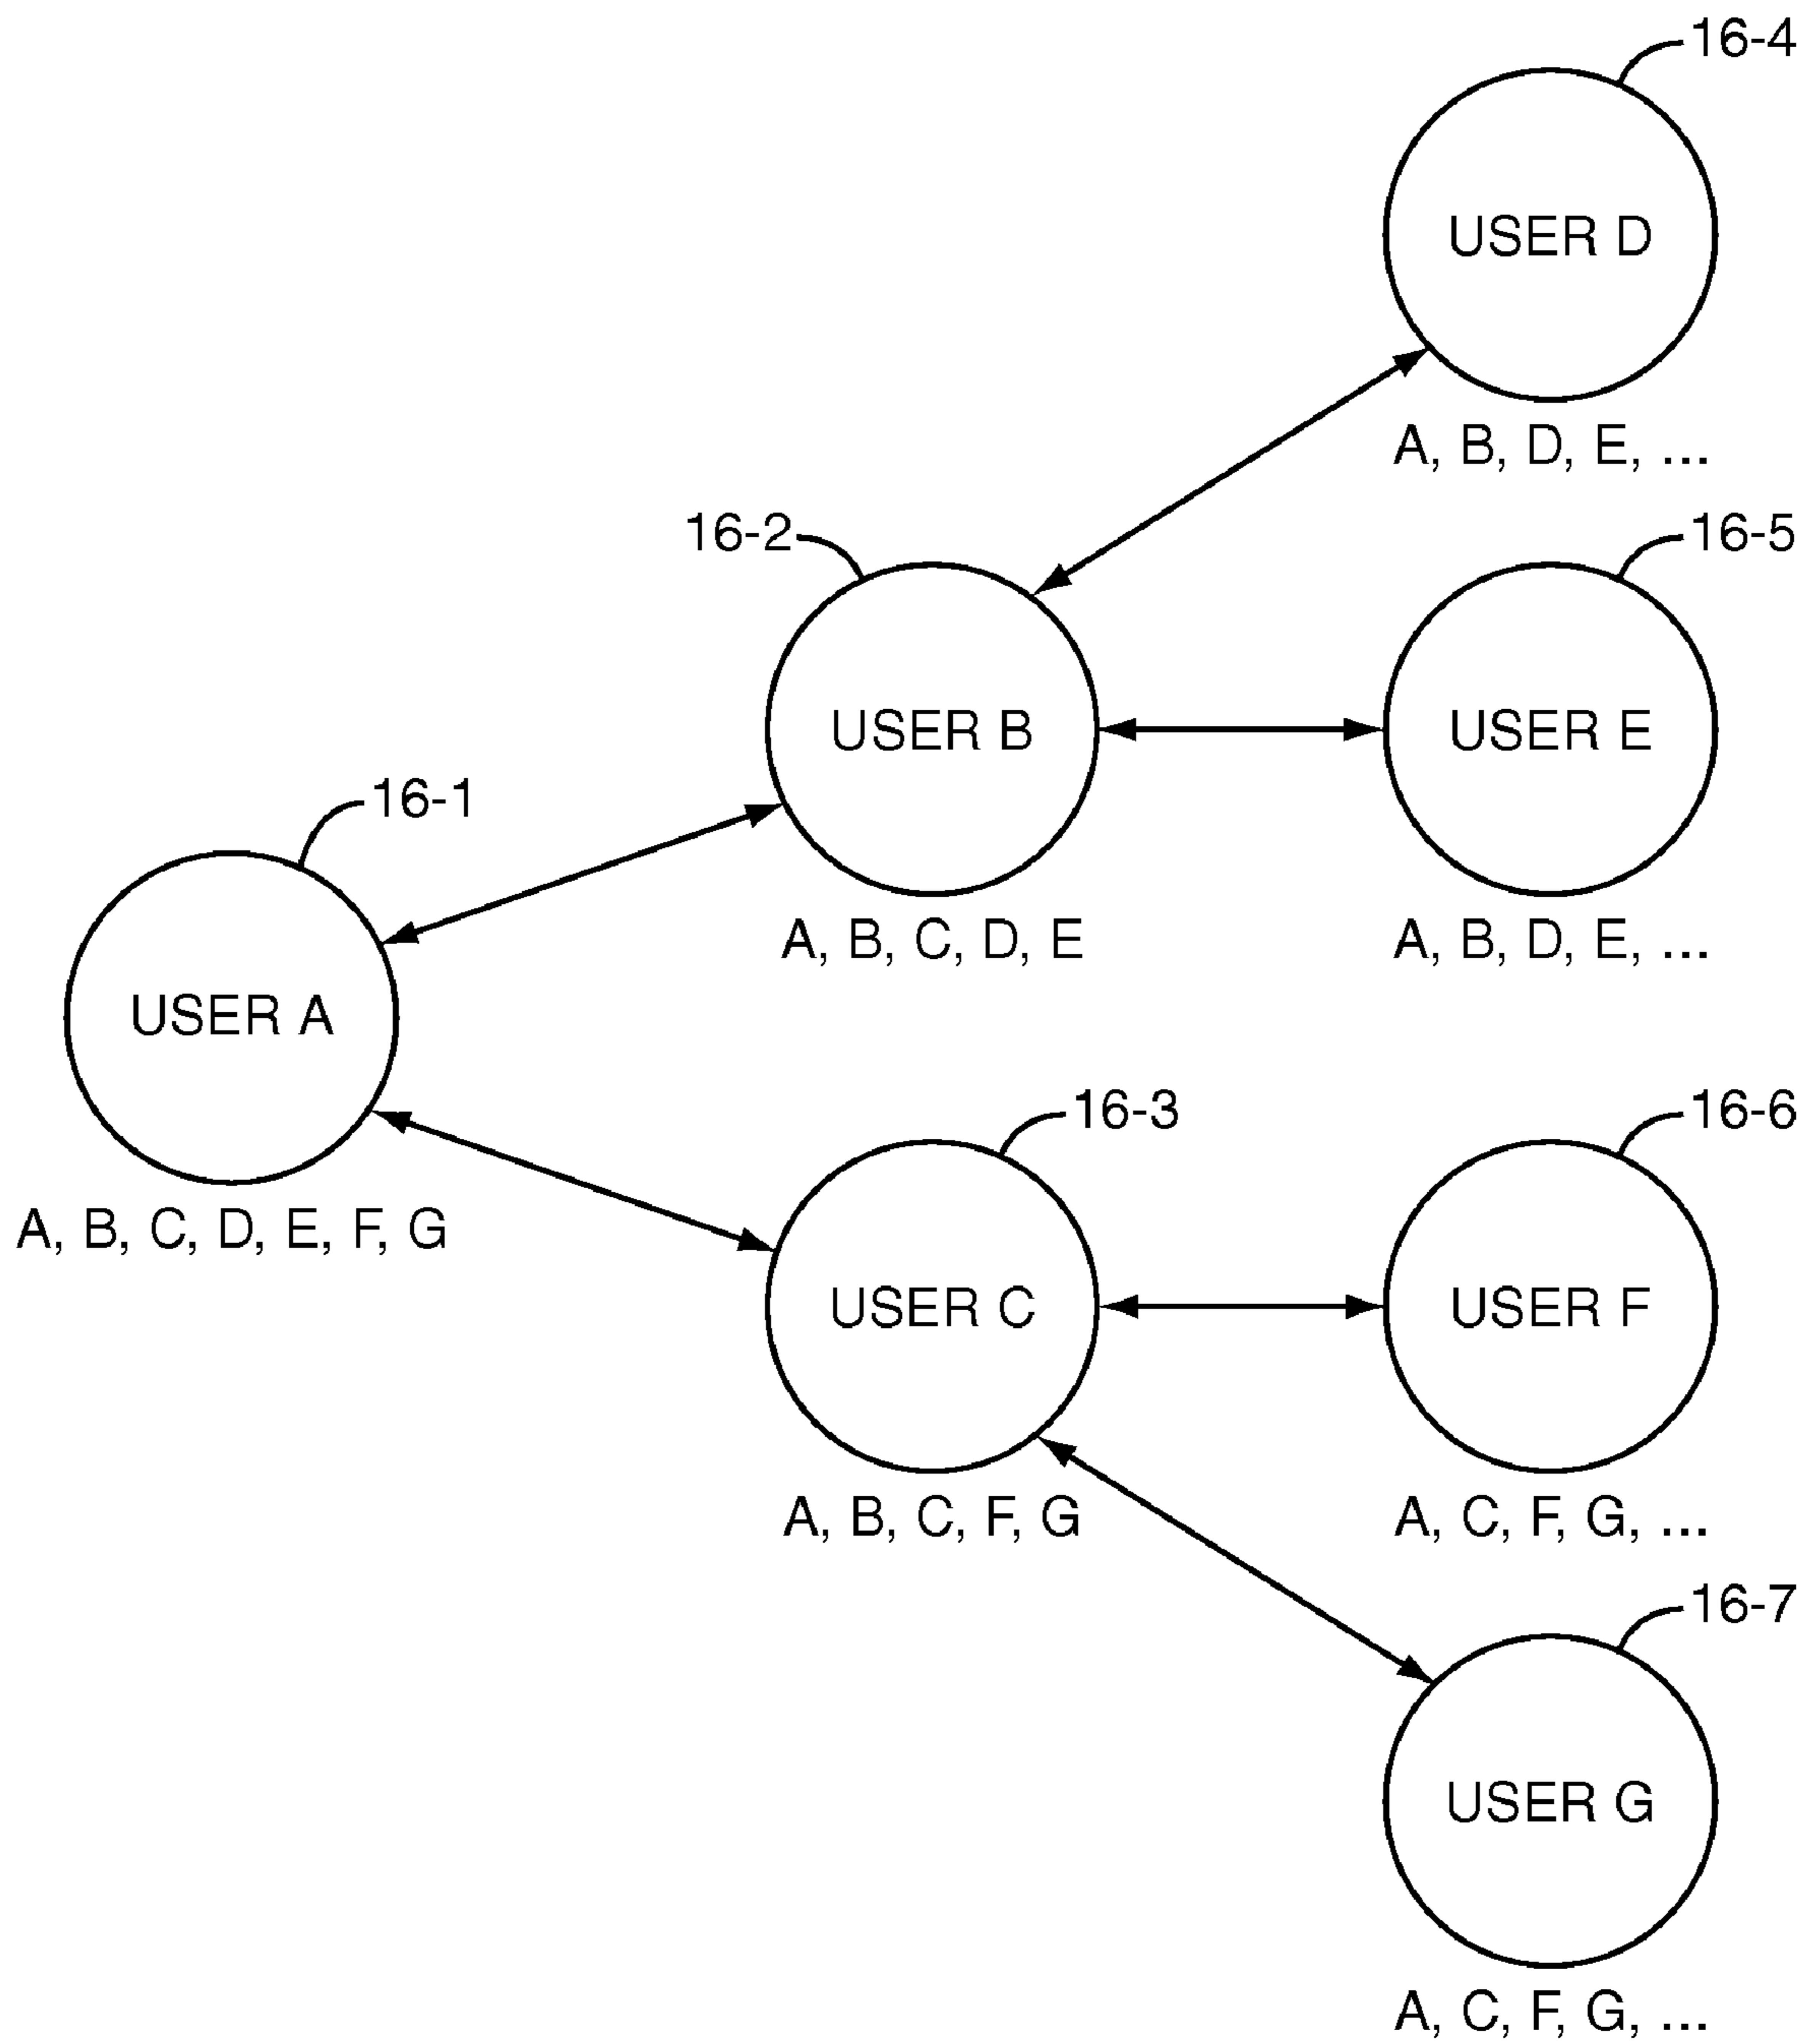 16-4
USER D
A, B, D, E, ...
16-2
16-5
USER B
USER E
A, B, C, D, E
A, B, D, E, ...
16-1
USER A
A, B, C, D, E, F, G
16-3
16-6
USER C
USER F
A, B, C, F, G
A, C, F, G, ...
16-7
USER G
A, C, F, G, ...